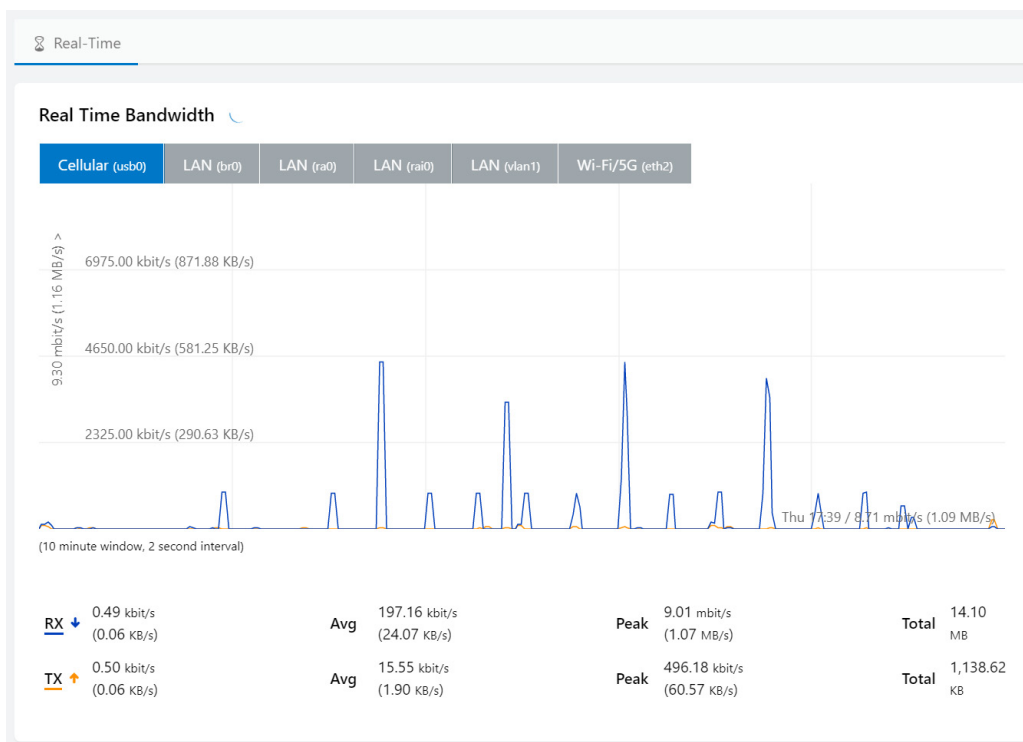 Real-Time
Real Time Bandwidth
Cellular (usb0) LAN (br0) LAN (ra0) LAN (rai0) LAN (vlan1) Wi-Fi/5G (eth2)
9.30 mbit/s (1.16 MB/s) >
6975.00 kbit/s (871.88 KB/s)
4650.00 kbit/s (581.25 KB/s)
2325.00 kbit/s (290.63 KB/s)
Thu 17:39 / 8.71 mbit/s (1.09 MB/s)
(10 minute window, 2 second interval)
RX 0.49 kbit/s (0.06 KB/s) Avg 197.16 kbit/s (24.07 KB/s) Peak 9.01 mbit/s (1.07 MB/s) Total 14.10 MB
TX 0.50 kbit/s (0.06 KB/s) Avg 15.55 kbit/s (1.90 KB/s) Peak 496.18 kbit/s (60.57 KB/s) Total 1,138.62 KB